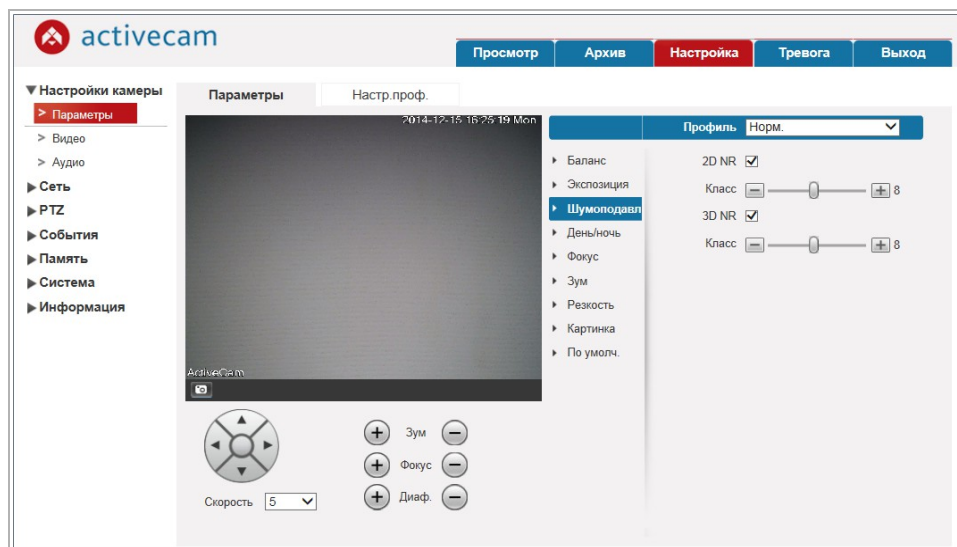 activecam
Просмотр Архив Настройка Тревога Выход
Настройки камеры
> Параметры
> Видео
> Аудио
Сеть
PTZ
События
Память
Система
Информация
Параметры Настр.проф.
2014-12-15 16:25:19 Mon
ActiveCam
Профиль Норм.
Баланс
Экспозиция
Шумоподавл
День/ночь
Фокус
Зум
Резкость
Картинка
По умолч.
2D NR
Класс 8
3D NR
Класс 8
Зум
Фокус
Диаф.
Скорость 5